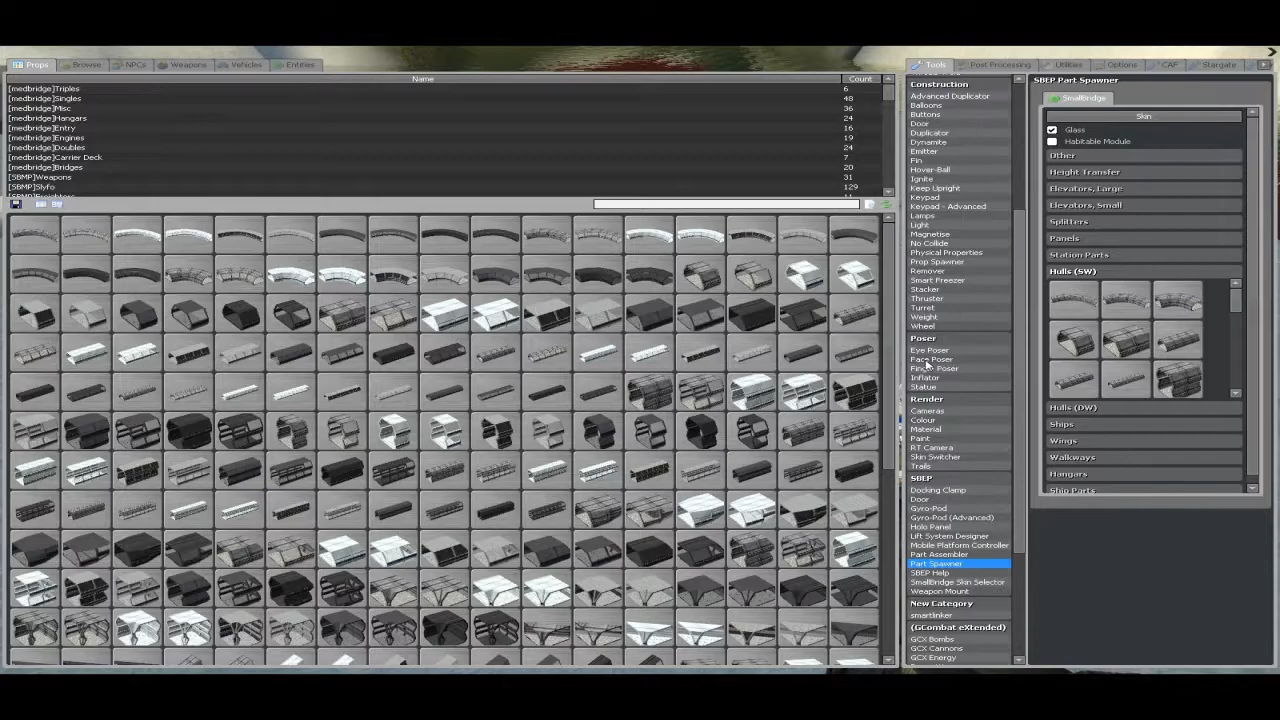 Props Browse NPCs Weapons Vehicles Entities
Name Count
[medbridge]Triples 6
[medbridge]Singles 48
[medbridge]Misc 36
[medbridge]Hangars 24
[medbridge]Entry 16
[medbridge]Engines 19
[medbridge]Doubles 24
[medbridge]Carrier Deck 7
[medbridge]Bridges 20
[SBMP]Weapons 31
[SBMP]Slyfo 129
Tools Post Processing Utilities Options CAF Stargate
Construction
Advanced Duplicator
Balloons
Buttons
Door
Duplicator
Dynamite
Emitter
Fin
Hover-Ball
Ignite
Keep Upright
Keypad
Keypad - Advanced
Lamps
Light
Magnetise
No Collide
Physical Properties
Prop Spawner
Remover
Smart Freezer
Stacker
Thruster
Turret
Weight
Wheel
Poser
Eye Poser
Face Poser
Finger Poser
Inflator
Statue
Render
Cameras
Colour
Material
Paint
RT Camera
Skin Switcher
Trails
SBEP
Docking Clamp
Door
Gyro-Pod
Gyro-Pod (Advanced)
Holo Panel
Lift System Designer
Mobile Platform Controller
Part Assembler
Part Spawner
SBEP Help
SmallBridge Skin Selector
Weapon Mount
New Category
smartlinker
(GCombat eXtended)
GCX Bombs
GCX Cannons
GCX Energy
SBEP Part Spawner
SmallBridge
Skin
Glass
Habitable Module
Other
Height Transfer
Elevators, Large
Elevators, Small
Splitters
Panels
Station Parts
Hulls (SW)
Hulls (DW)
Ships
Wings
Walkways
Hangars
Ship Parts